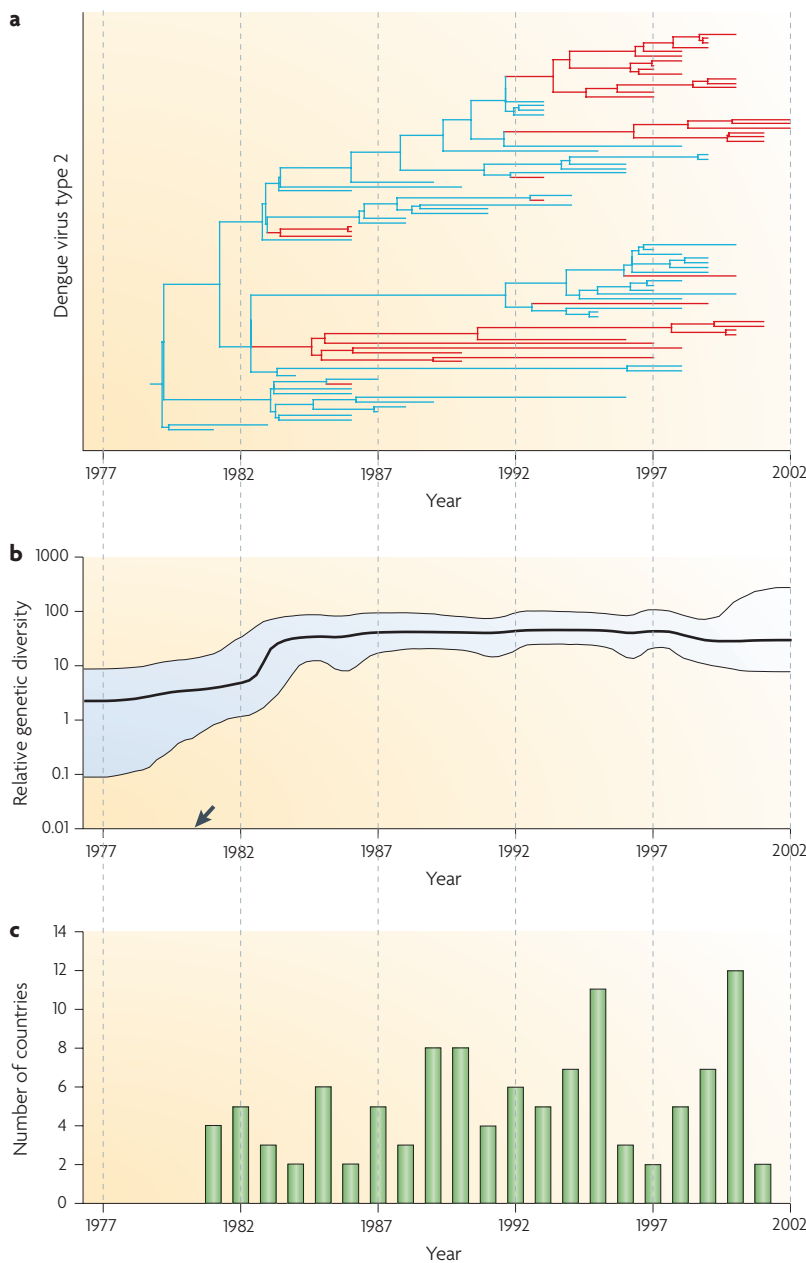 a
Dengue virus type 2
1977 1982 1987 1992 1997 2002
Year
b
Relative genetic diversity
1000
100
10
1
0.1
0.01
1977 1982 1987 1992 1997 2002
Year
c
Number of countries
14
12
10
8
6
4
2
0
1977 1982 1987 1992 1997 2002
Year